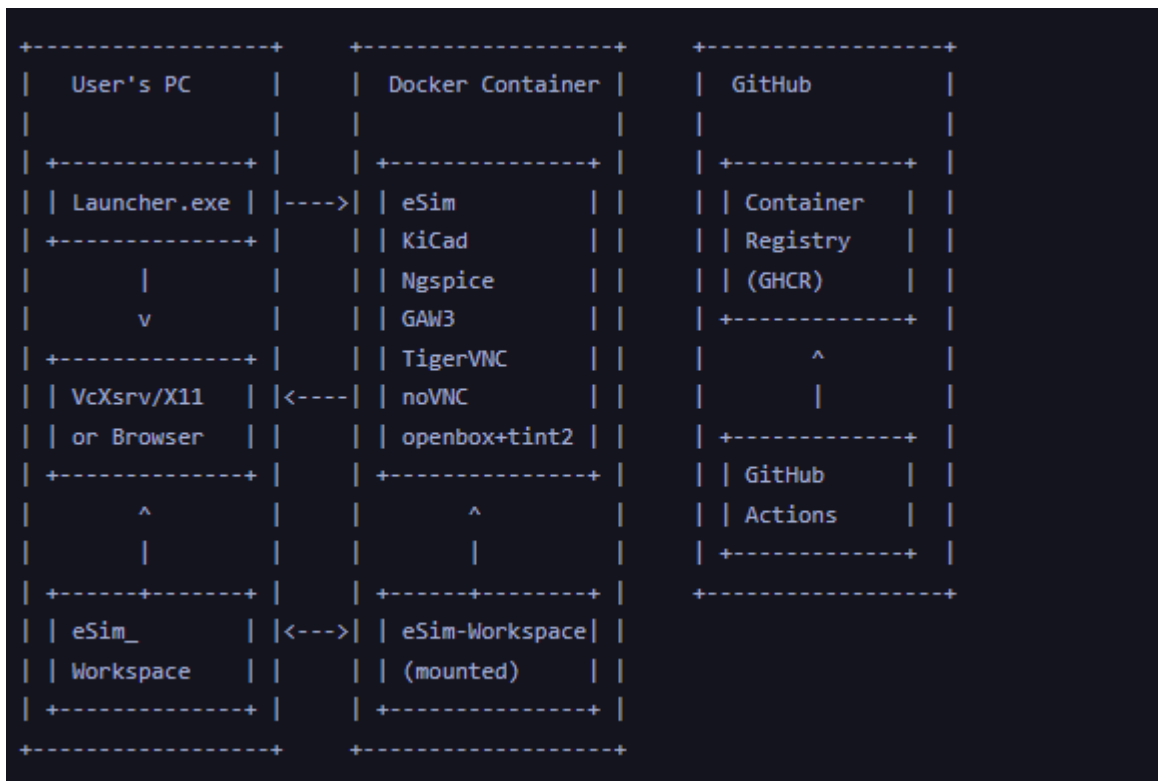 +------------------+     +-------------------+     +------------------+
|   User's PC      |     |  Docker Container |     |  GitHub          |
|                  |     |                   |     |                  |
| +--------------+ |     | +---------------+ |     | +-------------+  |
| | Launcher.exe | |---->| | eSim          | |     | | Container   |  |
| +--------------+ |     | | KiCad         | |     | | Registry    |  |
|        |         |     | | Ngspice       | |     | | (GHCR)      |  |
|        v         |     | | GAW3          | |     | +-------------+  |
| +--------------+ |     | | TigerVNC      | |     |        ^         |
| | VcXsrv/X11   | |<----| | noVNC         | |     |        |         |
| | or Browser   | |     | | openbox+tint2 | |     | +-------------+  |
| +--------------+ |     | +---------------+ |     | | GitHub      |  |
|        ^         |     |        ^          |     | | Actions     |  |
|        |         |     |        |          |     | +-------------+  |
| +------+-------+ |     | +------+--------+ |     +------------------+
| | eSim_        | |<--->| | eSim-Workspace| |
| | Workspace    | |     | | (mounted)     | |
| +--------------+ |     | +---------------+ |
+------------------+     +-------------------+